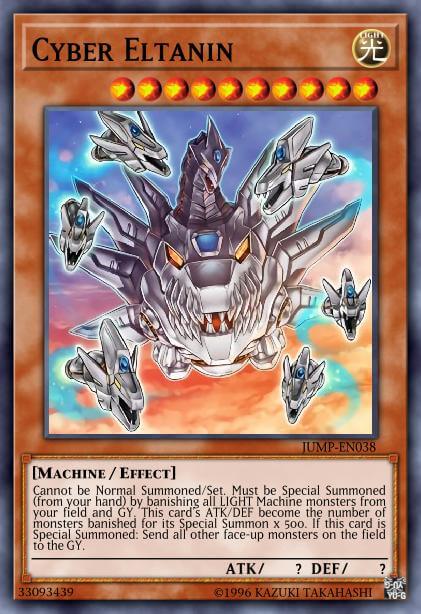 CYBER ELTANIN
LIGHT
光
JUMP-EN038
[MACHINE / EFFECT]
Cannot be Normal Summoned/Set. Must be Special Summoned
(from your hand) by banishing all LIGHT Machine monsters from
your field and GY. This card's ATK/DEF become the number of
monsters banished for its Special Summon x 500. If this card is
Special Summoned: Send all other face-up monsters on the field
to the GY.
ATK/ ? DEF/ ?
33093439
©1996 KAZUKI TAKAHASHI